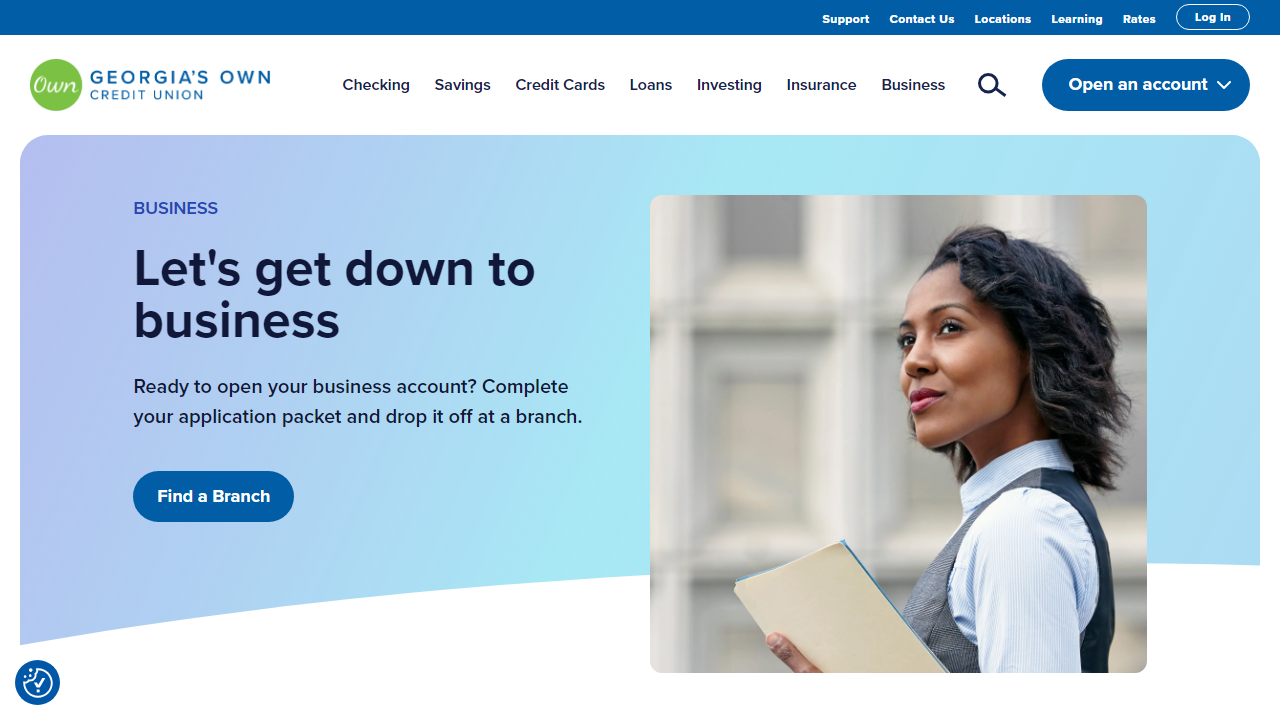 Support Contact Us Locations Learning Rates Log In
Own GEORGIA'S OWN
CREDIT UNION
Checking Savings Credit Cards Loans Investing Insurance Business Open an account
BUSINESS
Let's get down to
business
Ready to open your business account? Complete
your application packet and drop it off at a branch.
Find a Branch